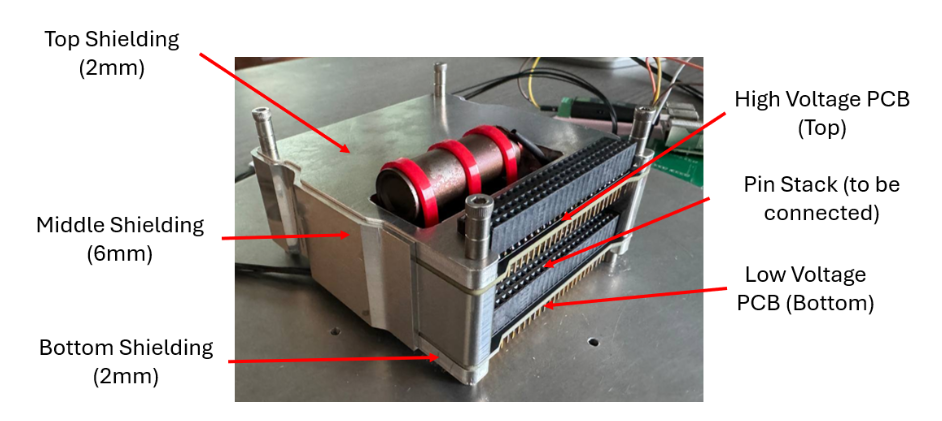 Top Shielding
(2mm)
Middle Shielding
(6mm)
Bottom Shielding
(2mm)
High Voltage PCB
(Top)
Pin Stack (to be
connected)
Low Voltage
PCB (Bottom)